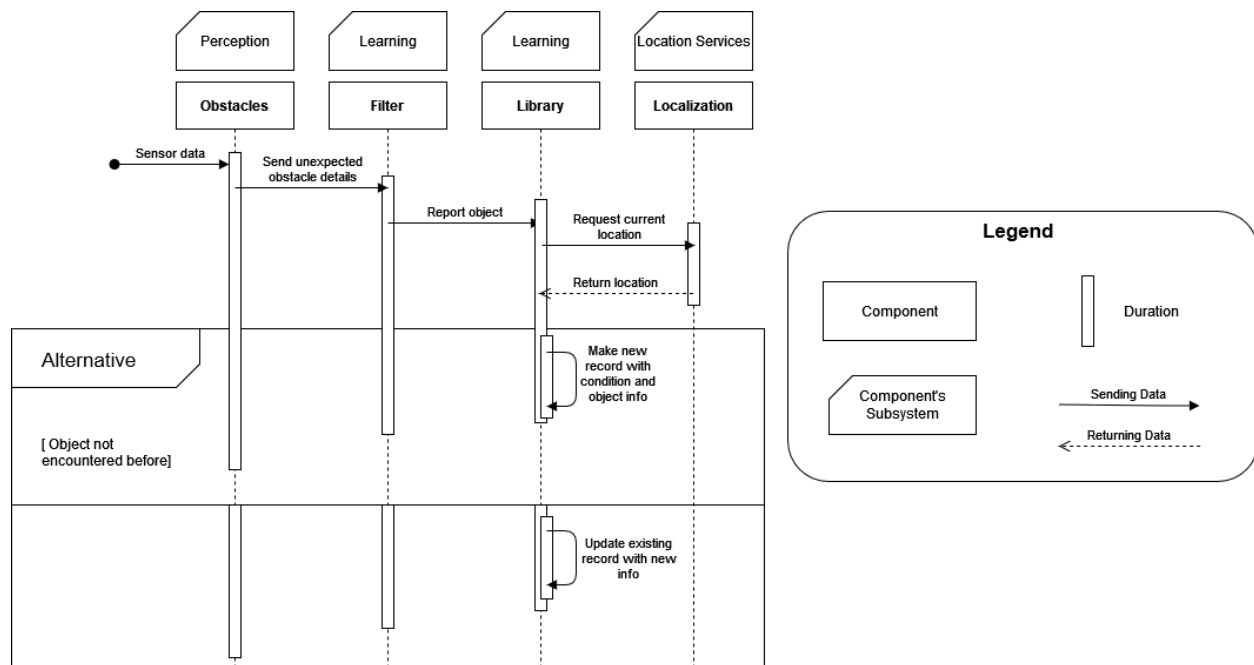 Perception
Learning
Learning
Location Services
Obstacles
Filter
Library
Localization
Sensor data
Send unexpected
obstacle details
Report object
Request current
location
Return location
Alternative
[ Object not
encountered before]
Make new
record with
condition and
object info
Update existing
record with new
info
Legend
Component
Duration
Component's
Subsystem
Sending Data
Returning Data